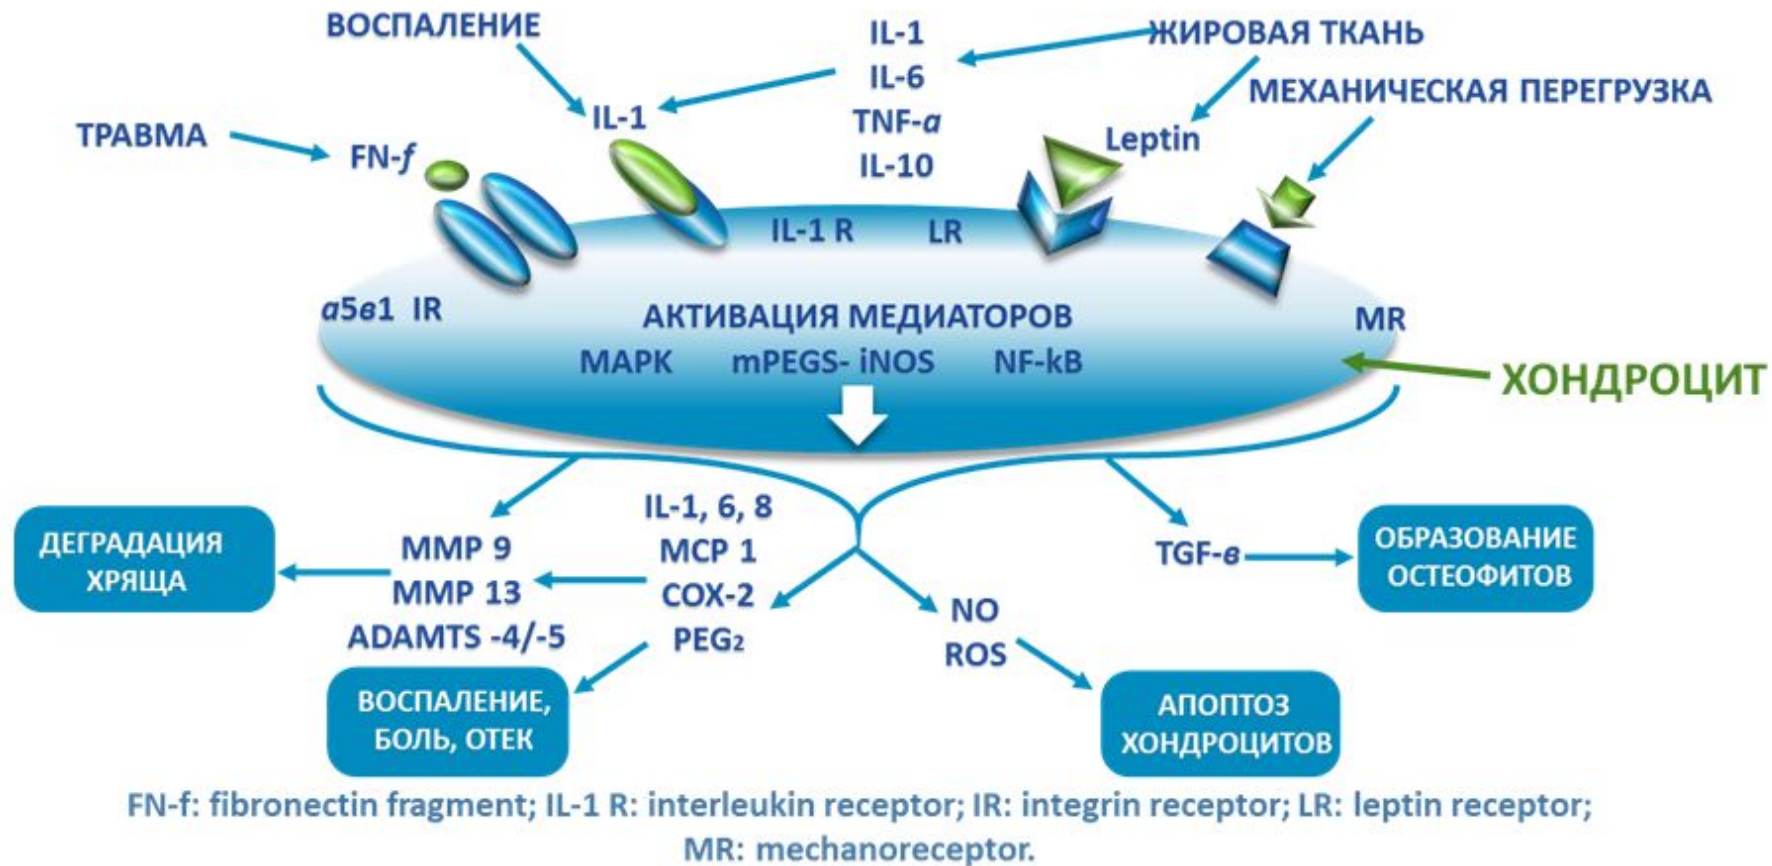 ВОСПАЛЕНИЕ
IL-1
IL-6
TNF-a
IL-10
ЖИРОВАЯ ТКАНЬ
МЕХАНИЧЕСКАЯ ПЕРЕГРУЗКА
ТРАВМА
FN-f
IL-1
Leptin
IL-1 R
LR
a5в1 IR
MR
АКТИВАЦИЯ МЕДИАТОРОВ
MAPK mPEGS- iNOS NF-kB
ХОНДРОЦИТ
ДЕГРАДАЦИЯ
ХРЯЩА
MMP 9
MMP 13
ADAMTS -4/-5
IL-1, 6, 8
MCP 1
COX-2
PEG₂
NO
ROS
TGF-в
ОБРАЗОВАНИЕ
ОСТЕОФИТОВ
ВОСПАЛЕНИЕ,
БОЛЬ, ОТЕК
АПОПТОЗ
ХОНДРОЦИТОВ
FN-f: fibronectin fragment; IL-1 R: interleukin receptor; IR: integrin receptor; LR: leptin receptor;
MR: mechanoreceptor.